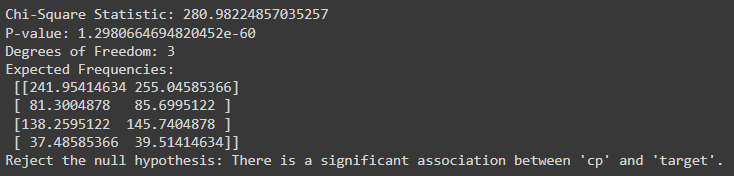 Chi-Square Statistic: 280.98224857035257
P-value: 1.2980664694820452e-60
Degrees of Freedom: 3
Expected Frequencies:
 [[241.95414634 255.04585366]
 [ 81.3004878   85.6995122 ]
 [138.2595122  145.7404878 ]
 [ 37.48585366  39.51414634]]
Reject the null hypothesis: There is a significant association between 'cp' and 'target'.